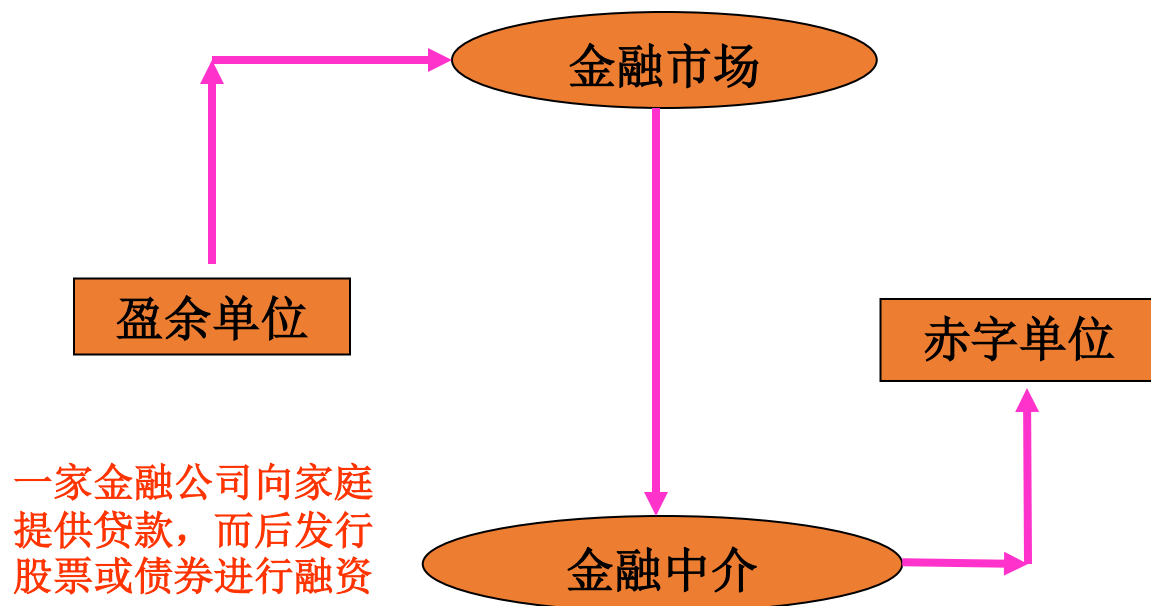 金融市场
盈余单位
赤字单位
一家金融公司向家庭
提供贷款，而后发行
股票或债券进行融资
金融中介